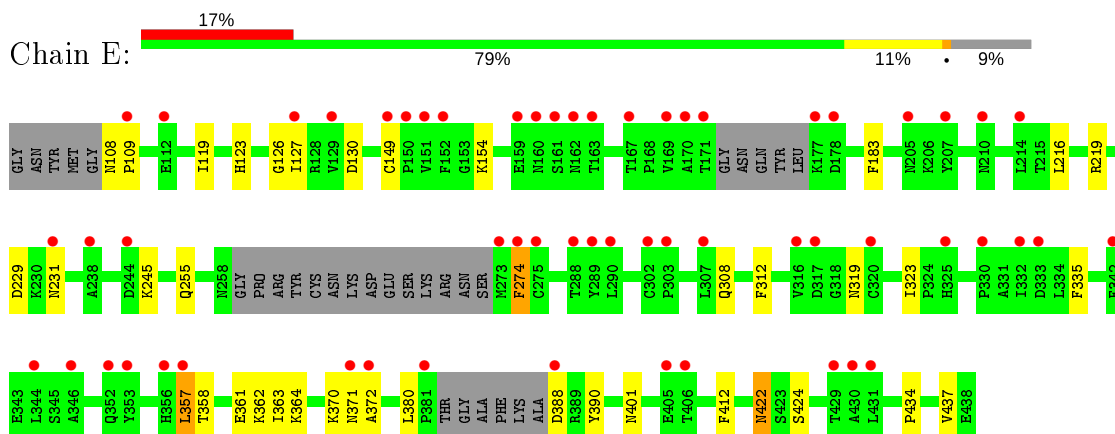 17%
Chain E:
79% 11% • 9%
GLY ASN TYR MET GLY N108 P109 E112 I119 H123 G126 I127 R128 V129 D130 C149 P150 V151 F152 G153 K154 E159 N160 S161 N162 T163 T167 P168 V169 A170 T171 GLY ASN GLN TYR LEU K177 D178 F183 N205 K206 Y207 N210 L214 T215 L216 R219
D229 K230 N231 A238 D244 K245 Q255 N258 GLY PRO ARG TYR CYS ASN LYS ASP GLU SER SER LYS ARG ASN SER M273 F274 C275 T288 Y289 L290 C302 P303 L307 Q308 F312 V316 D317 G318 N319 C320 I323 P324 H325 P330 A331 I332 D333 L334 F335
E343 L344 S345 A346 Q352 Y353 H356 L357 T358 E361 K362 I363 K364 K370 N371 A372 L380 P381 THR GLY ALA PHE LYS ALA D388 R389 Y390 N401 E405 T406 F412 N422 S423 S424 T429 A430 L431 P434 V437 E438